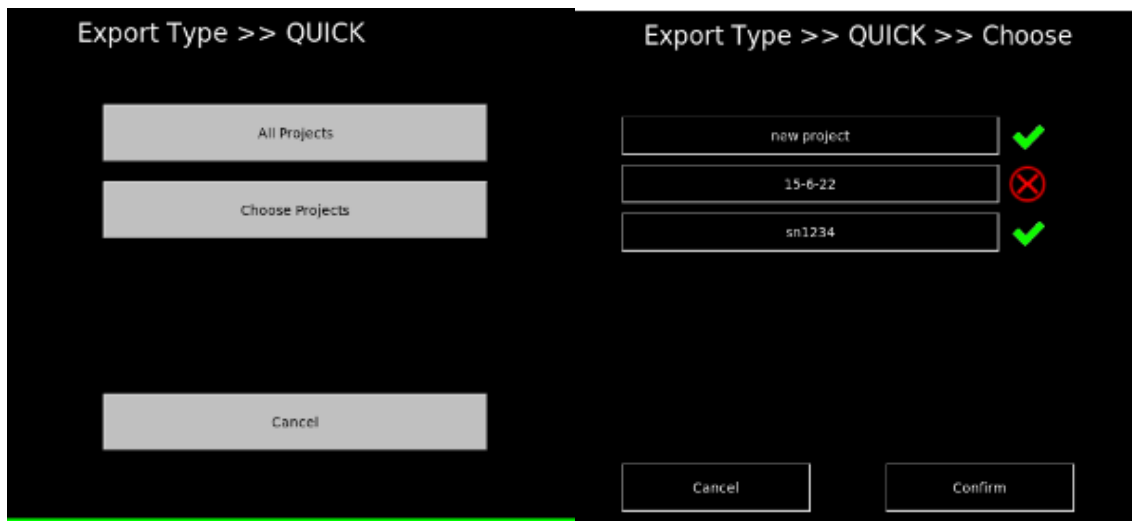 Export Type >> QUICK
All Projects
Choose Projects
Cancel
Export Type >> QUICK >> Choose
new project
15-6-22
sn1234
Cancel
Confirm